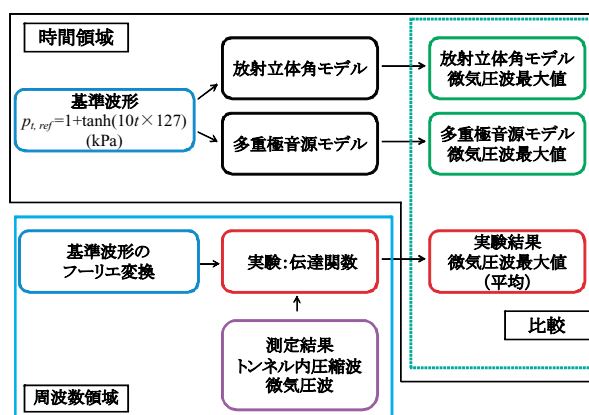 時間領域
基準波形
p_{t, ref}=1+tanh(10t×127)
(kPa)
放射立体角モデル
多重極音源モデル
放射立体角モデル
微気圧波最大値
多重極音源モデル
微気圧波最大値
基準波形の
フーリエ変換
実験:伝達関数
実験結果
微気圧波最大値
(平均)
測定結果
トンネル内圧縮波
微気圧波
比較
周波数領域